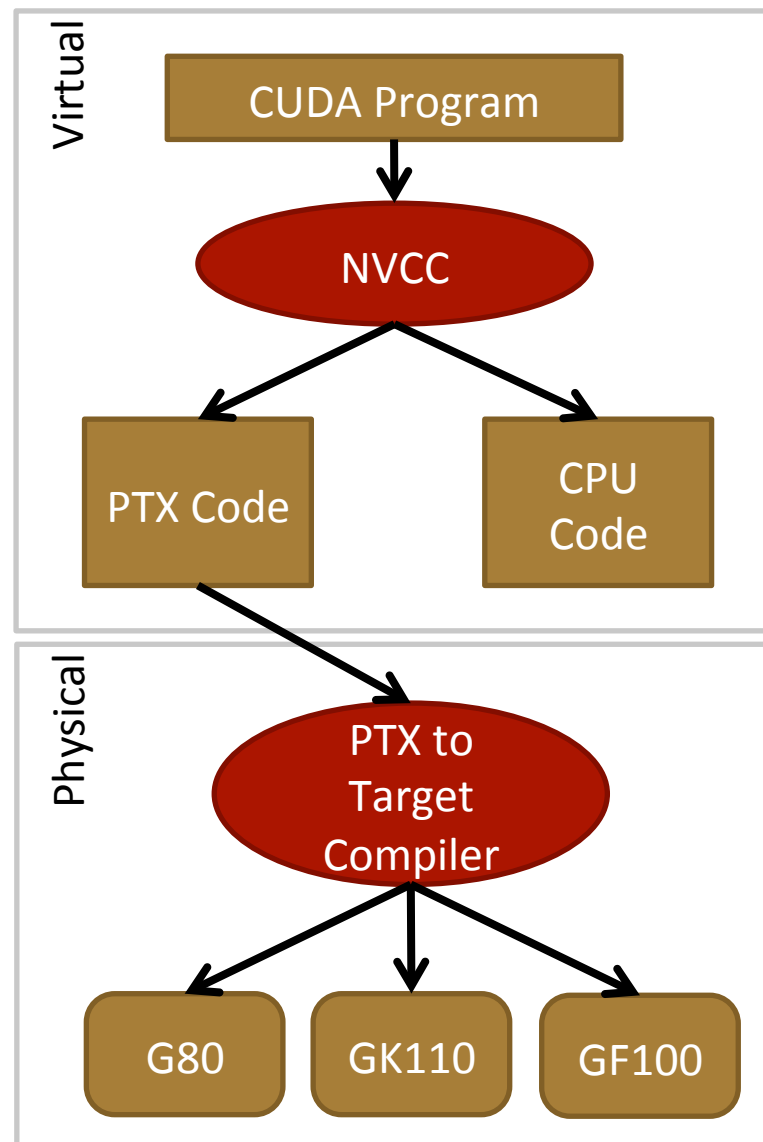 Virtual
CUDA Program
NVCC
PTX Code
CPU
Code
Physical
PTX to
Target
Compiler
G80
GK110
GF100